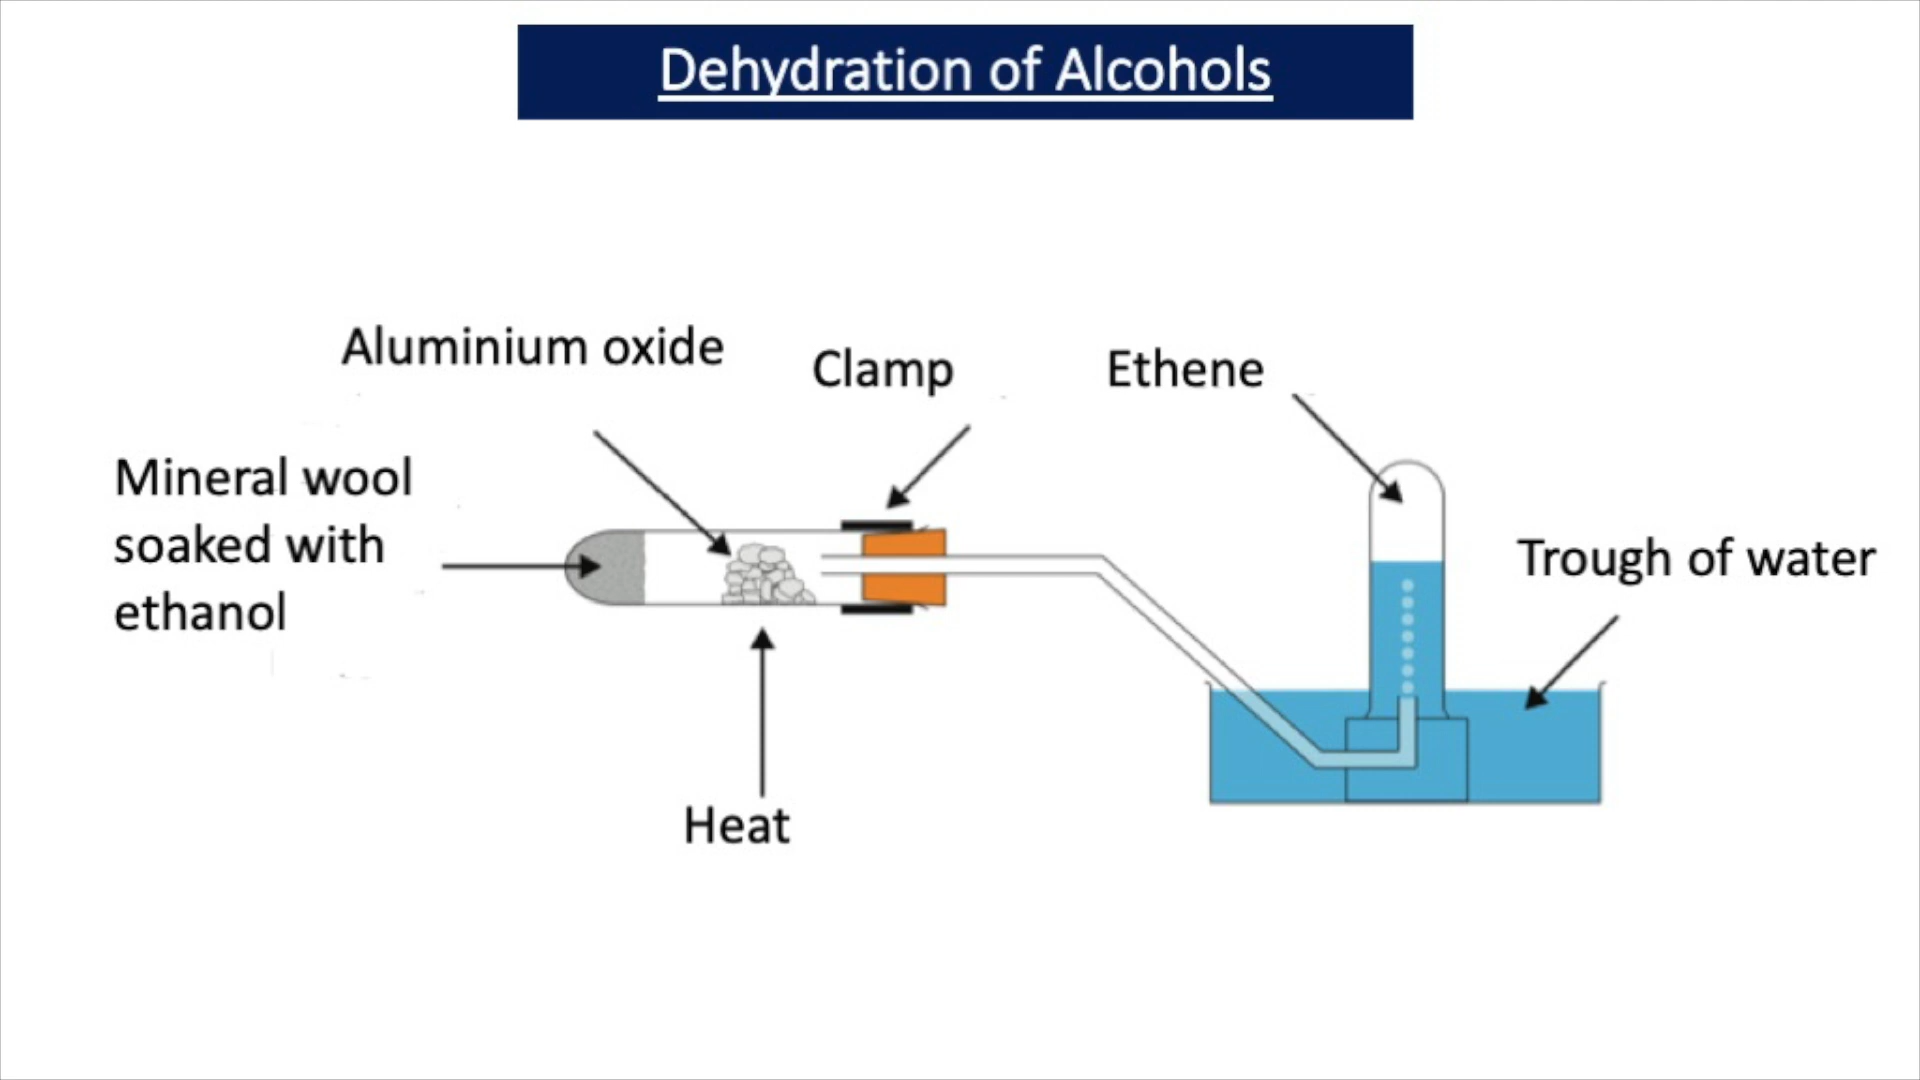 Dehydration of Alcohols
Aluminium oxide
Clamp
Ethene
Mineral wool
soaked with
ethanol
Trough of water
Heat